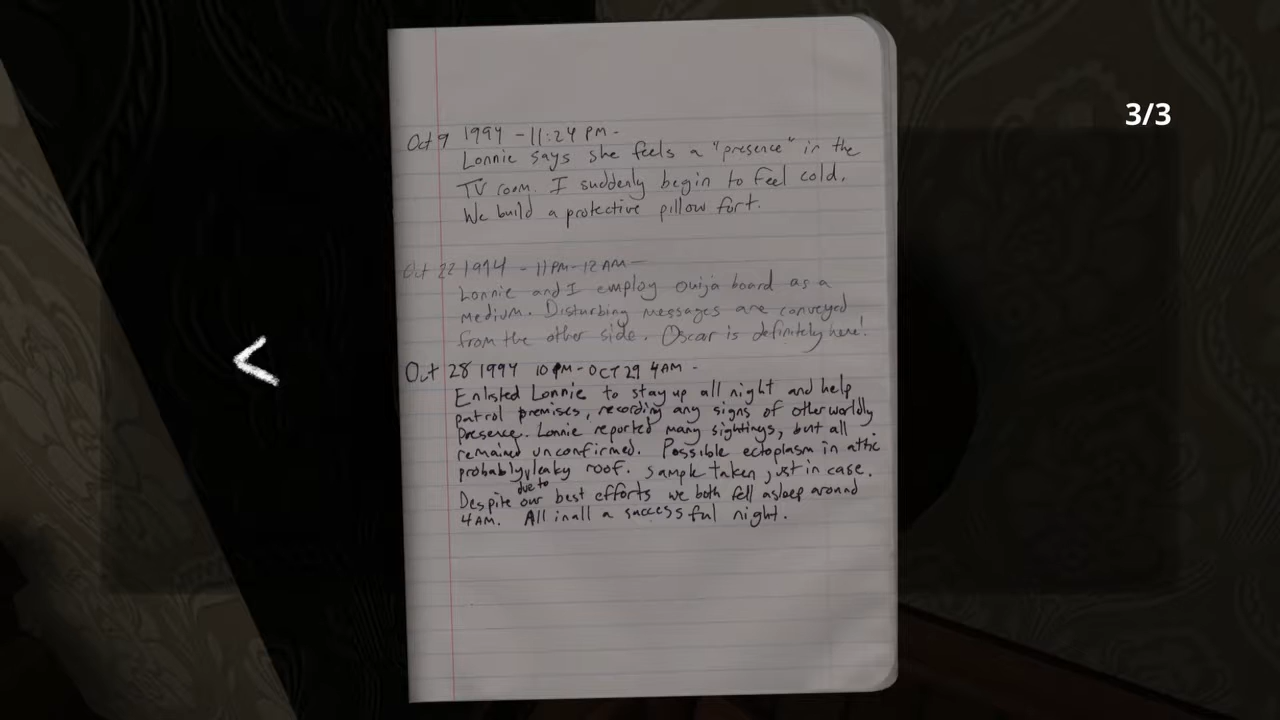 3/3
Oct 9 1994 - 11:24 PM -
Lonnie says she feels a "presence" in the
TV room. I suddenly begin to feel cold.
We build a protective pillow fort.
Oct 22 1994 - 11PM - 12AM -
Lonnie and I employ ouija board as a
medium. Disturbing messages are conveyed
from the other side. Oscar is definitely here!
Oct 28 1994 10 PM - OCT 29 4AM -
Enlisted Lonnie to stay up all night and help
patrol premises, recording any signs of otherworldly
presence. Lonnie reported many sightings, but all
remained unconfirmed. Possible ectoplasm in attic
probably due to leaky roof. Sample taken just in case.
Despite our best efforts we both fell asleep around
4AM. All in all a successful night.